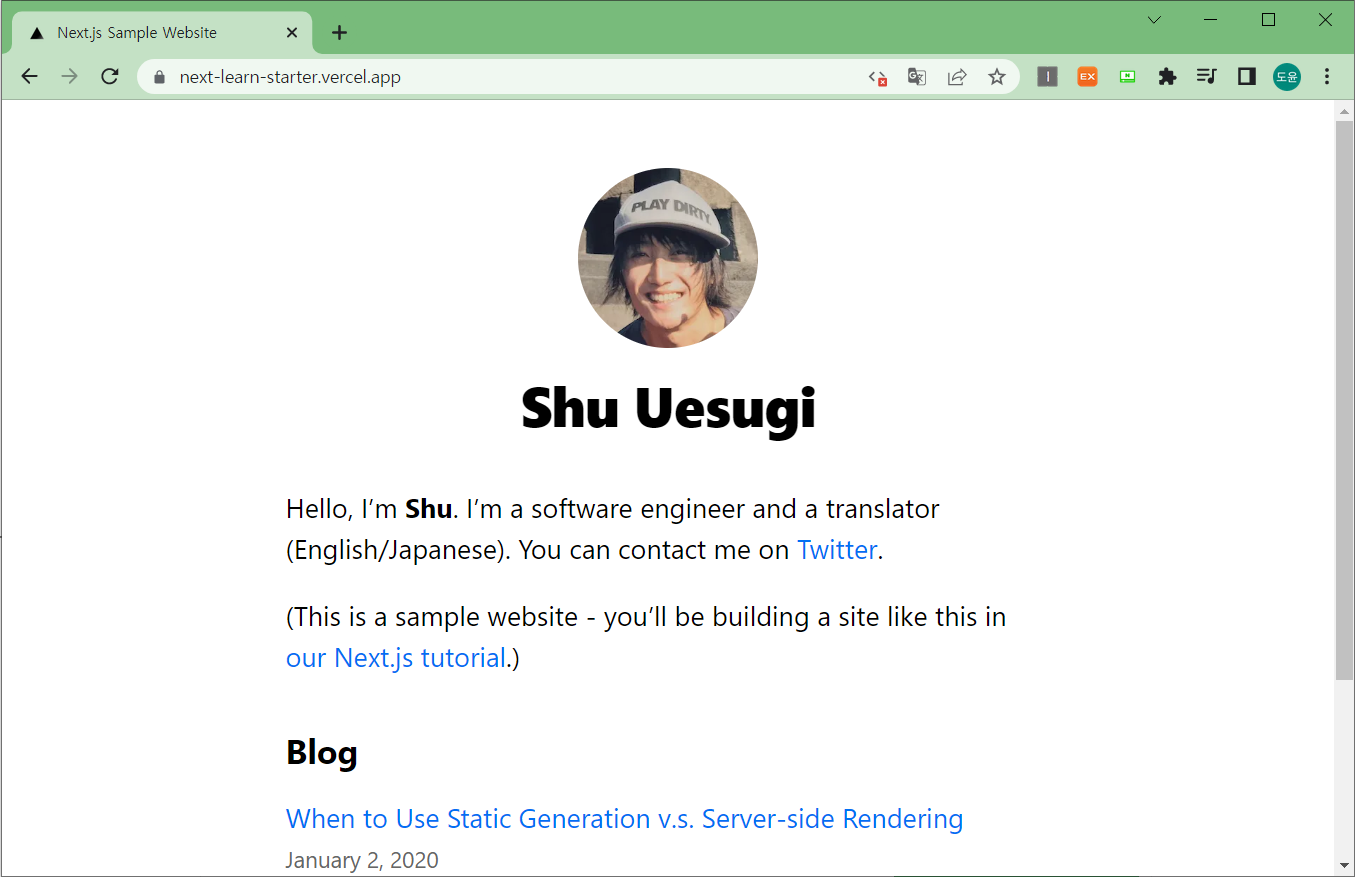 Next.js Sample Website
next-learn-starter.vercel.app
EX
도윤
PLAY DIRTY
Shu Uesugi
Hello, I’m Shu. I’m a software engineer and a translator
(English/Japanese). You can contact me on Twitter.
(This is a sample website - you’ll be building a site like this in
our Next.js tutorial.)
Blog
When to Use Static Generation v.s. Server-side Rendering
January 2, 2020